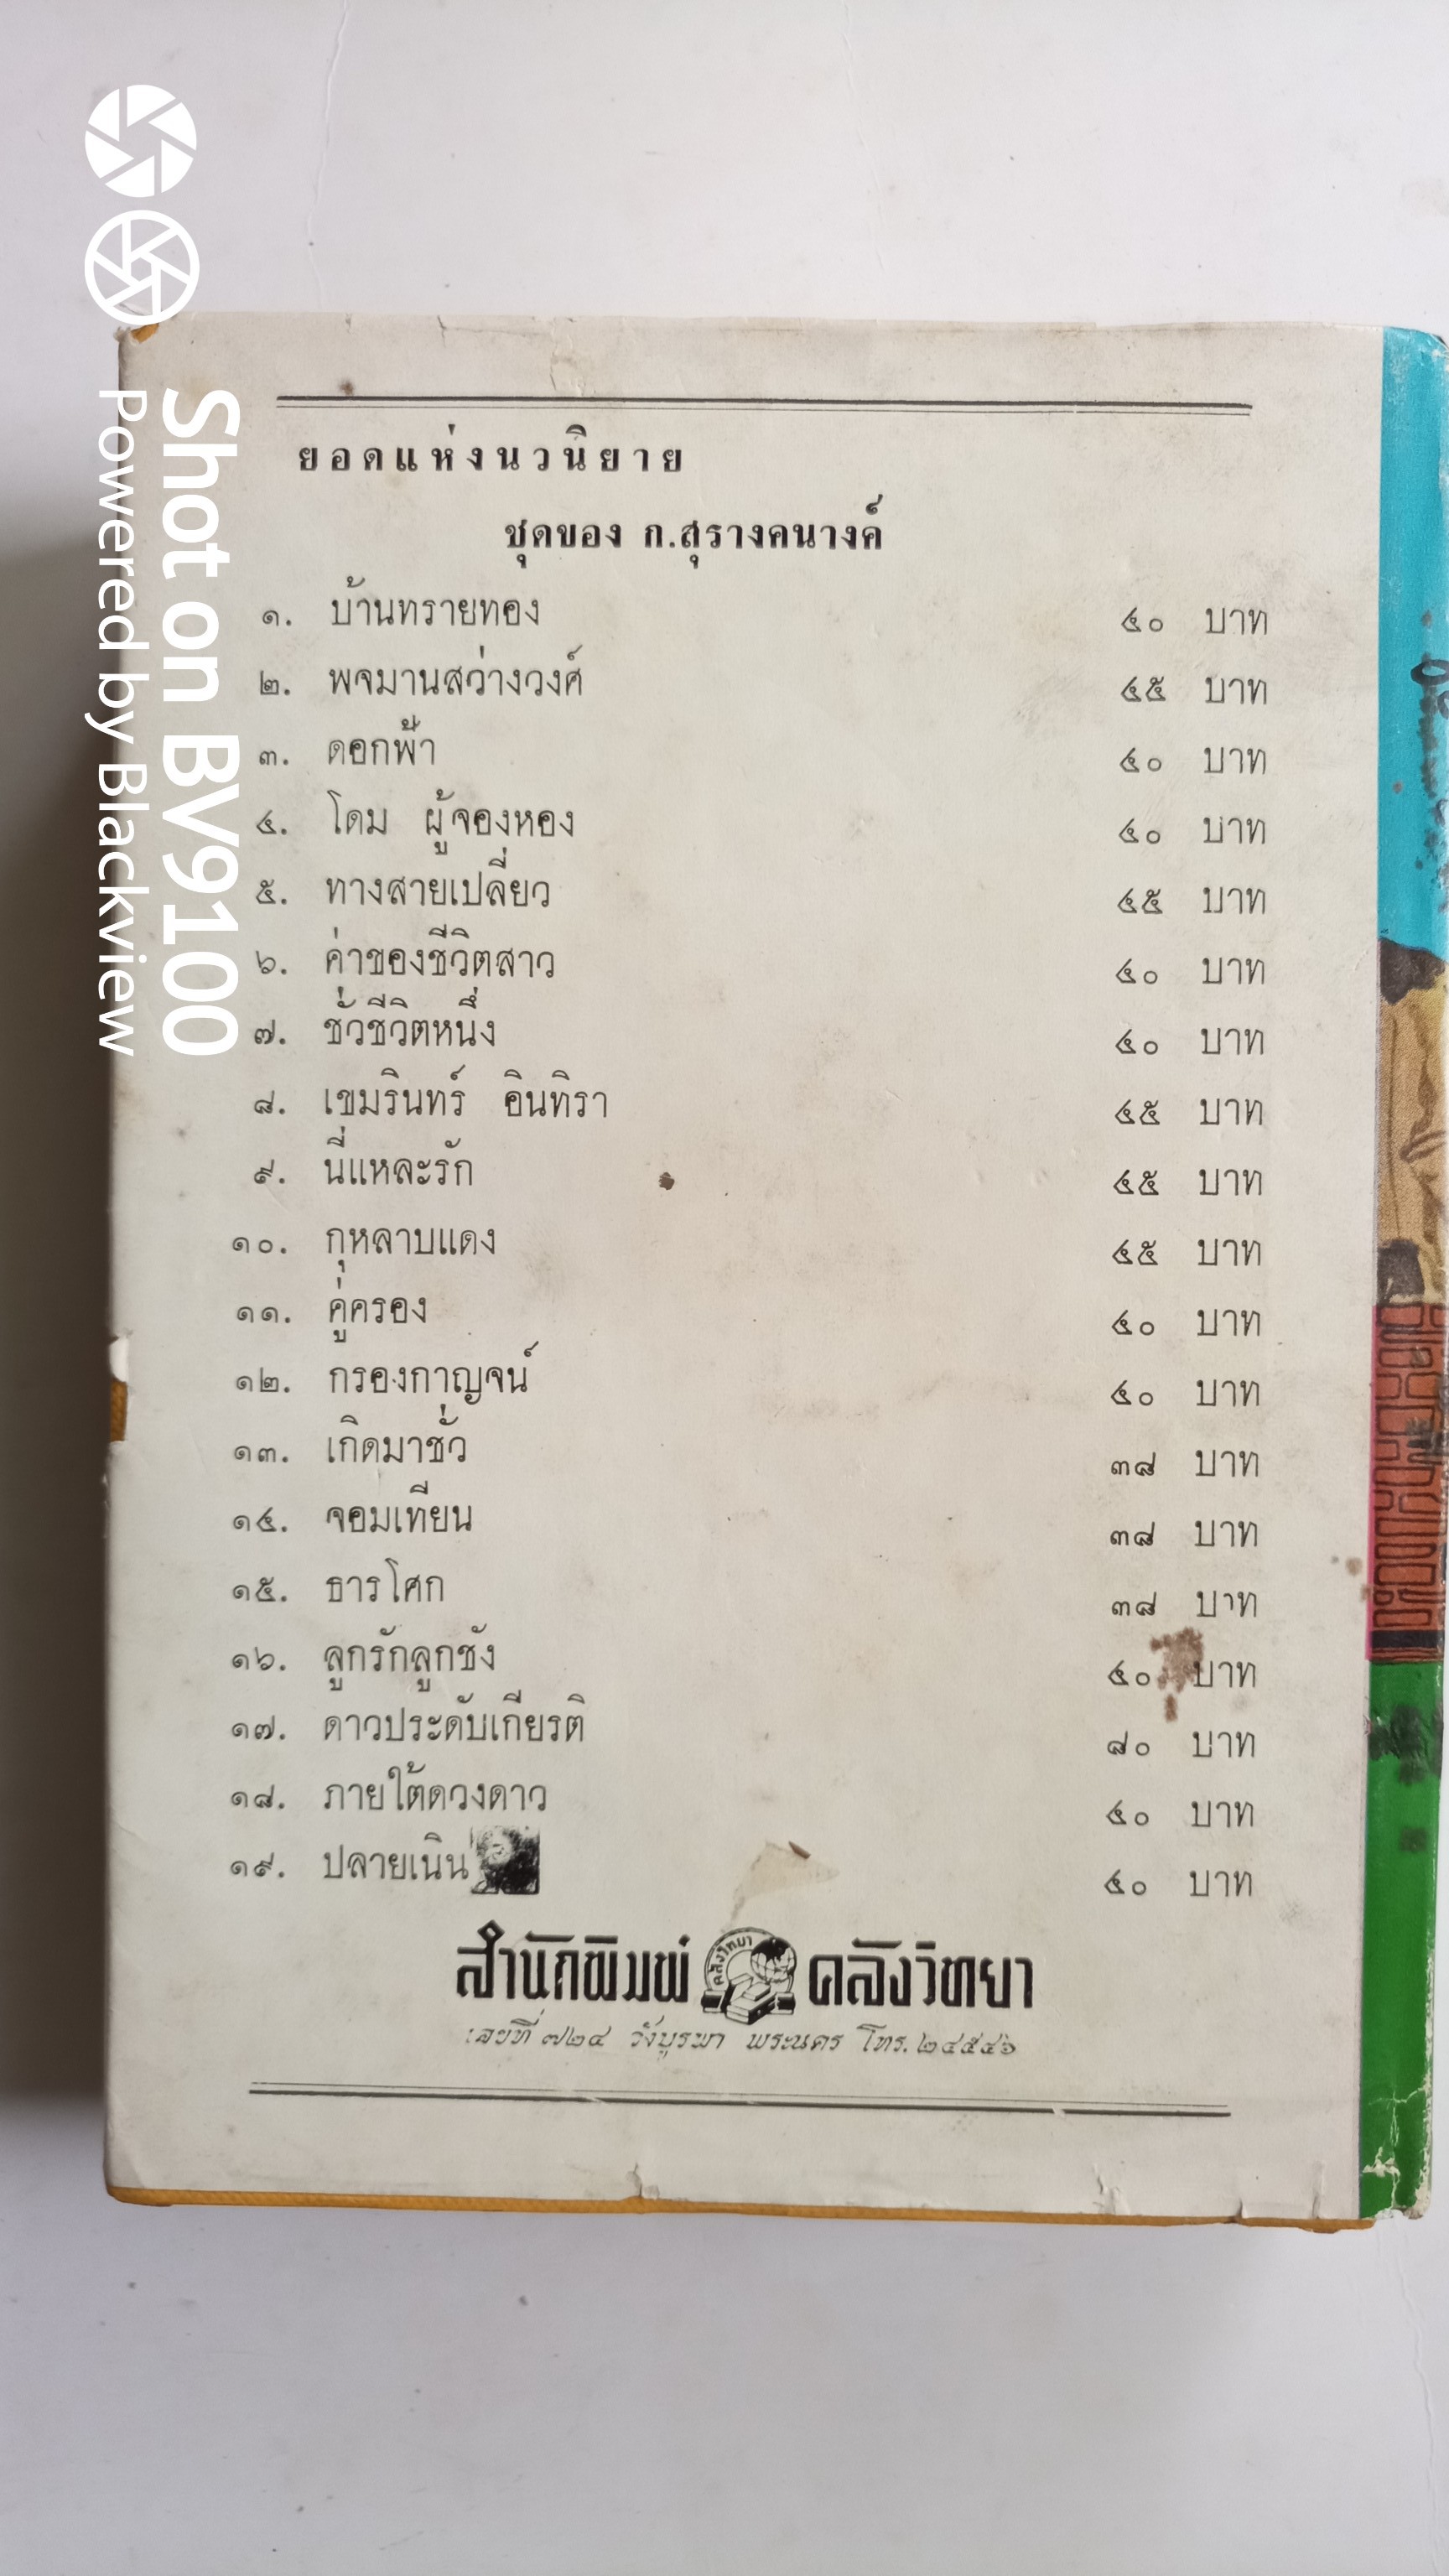 ยอดแห่งนวนิยาย
ชุดของ ก.สุรางคนางค์
๑. บ้านทรายทอง ๔๐ บาท
๒. พจมานสว่างวงศ์ ๔๕ บาท
๓. ดอกฟ้า ๔๐ บาท
๔. โดม ผู้จองหอง ๔๐ บาท
๕. ทางสายเปลี่ยว ๔๕ บาท
๖. ค่าของชีวิตสาว ๔๐ บาท
๗. ชั่วชีวิตหนึ่ง ๔๐ บาท
๘. เขมรินทร์ อินทิรา ๔๕ บาท
๙. นี่แหละรัก ๔๕ บาท
๑๐. กุหลาบแดง ๔๕ บาท
๑๑. คู่ครอง ๔๐ บาท
๑๒. กรองกาญจน์ ๔๐ บาท
๑๓. เกิดมาชั่ว ๓๘ บาท
๑๔. จอมเทียน ๓๘ บาท
๑๕. ธารโศก ๓๘ บาท
๑๖. ลูกรักลูกชัง ๔๐ บาท
๑๗. ดาวประดับเกียรติ ๘๐ บาท
๑๘. ภายใต้ดวงดาว ๔๐ บาท
๑๙. ปลายเนิน ๔๐ บาท
สำนักพิมพ์ คลังวิทยา คลังวิทยา
เลขที่ ๗๒๔ วังบูรพา พระนคร โทร. ๒๔๕๔๖
Shot on BV9100
Powered by Blackview